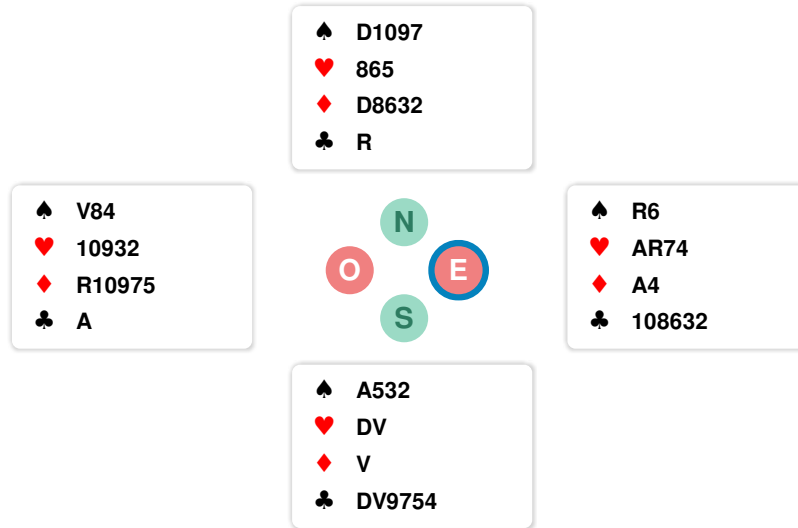 ♠ D1097
♥ 865
♦ D8632
♣ R
♠ V84
♥ 10932
♦ R10975
♣ A
N
O
E
S
♠ R6
♥ AR74
♦ A4
♣ 108632
♠ A532
♥ DV
♦ V
♣ DV9754